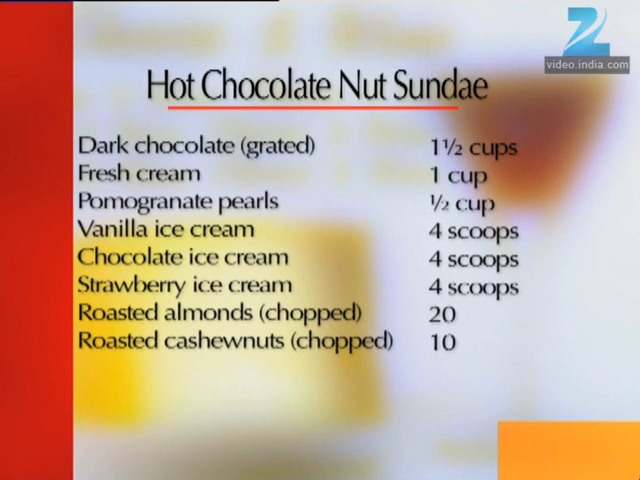 Z
video.india.com
Hot Chocolate Nut Sundae
Dark chocolate (grated) 1½ cups
Fresh cream 1 cup
Pomogranate pearls ½ cup
Vanilla ice cream 4 scoops
Chocolate ice cream 4 scoops
Strawberry ice cream 4 scoops
Roasted almonds (chopped) 20
Roasted cashewnuts (chopped) 10